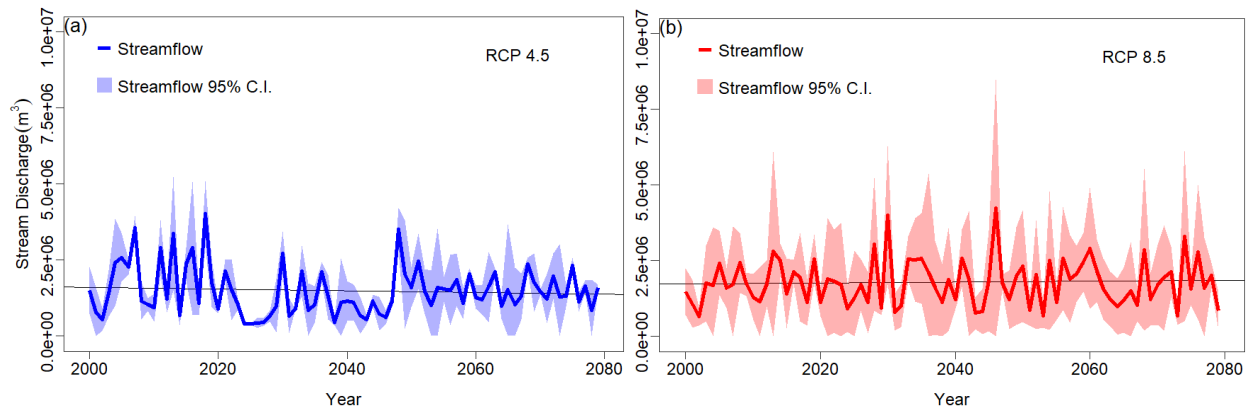 (a)
Streamflow
RCP 4.5
Streamflow 95% C.I.
Stream Discharge(m³)
1.0e+07
7.5e+06
5.0e+06
2.5e+06
0.0e+00
2000 2020 2040 2060 2080
Year
(b)
Streamflow
RCP 8.5
Streamflow 95% C.I.
1.0e+07
7.5e+06
5.0e+06
2.5e+06
0.0e+00
2000 2020 2040 2060 2080
Year